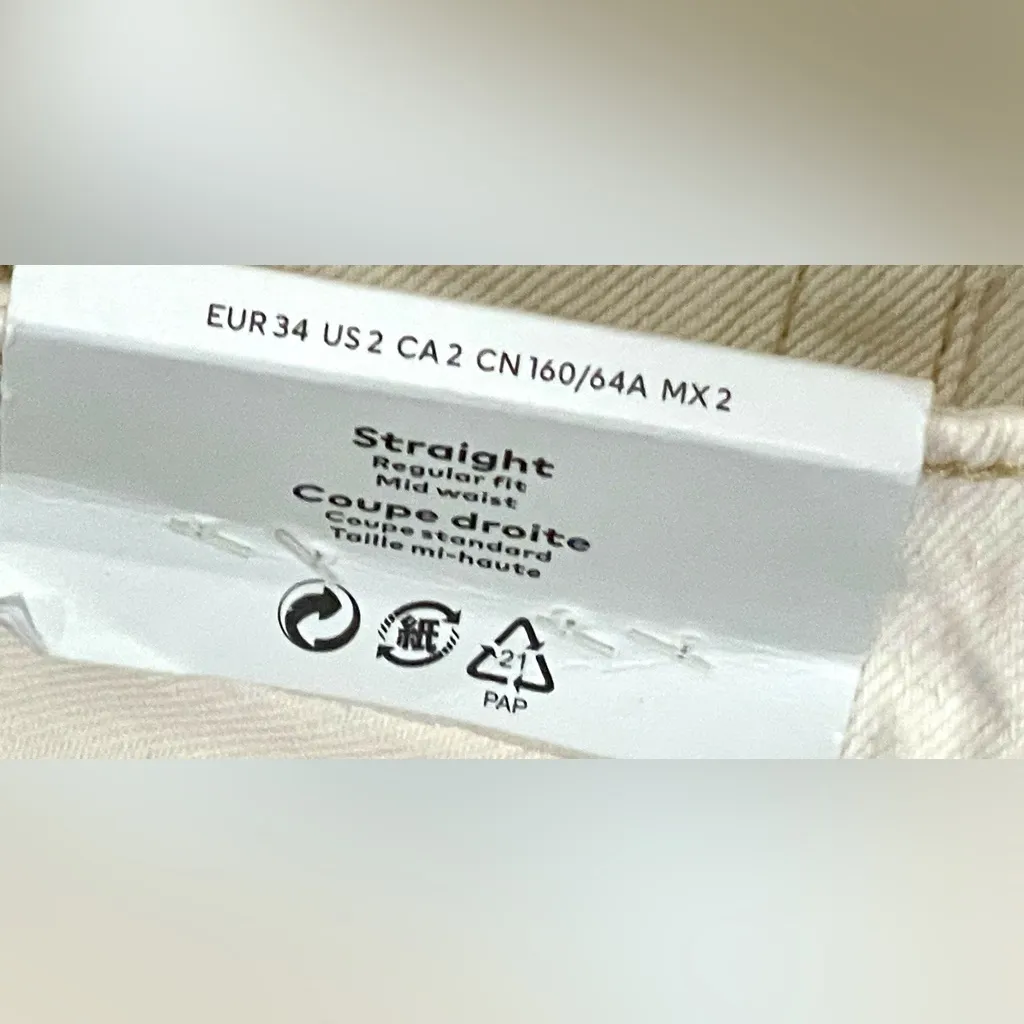 EUR 34 US 2 CA 2 CN 160/64A MX 2
Straight
Regular fit
Mid waist
Coupe droite
Coupe standard
Taille mi-haute
紙
21
PAP